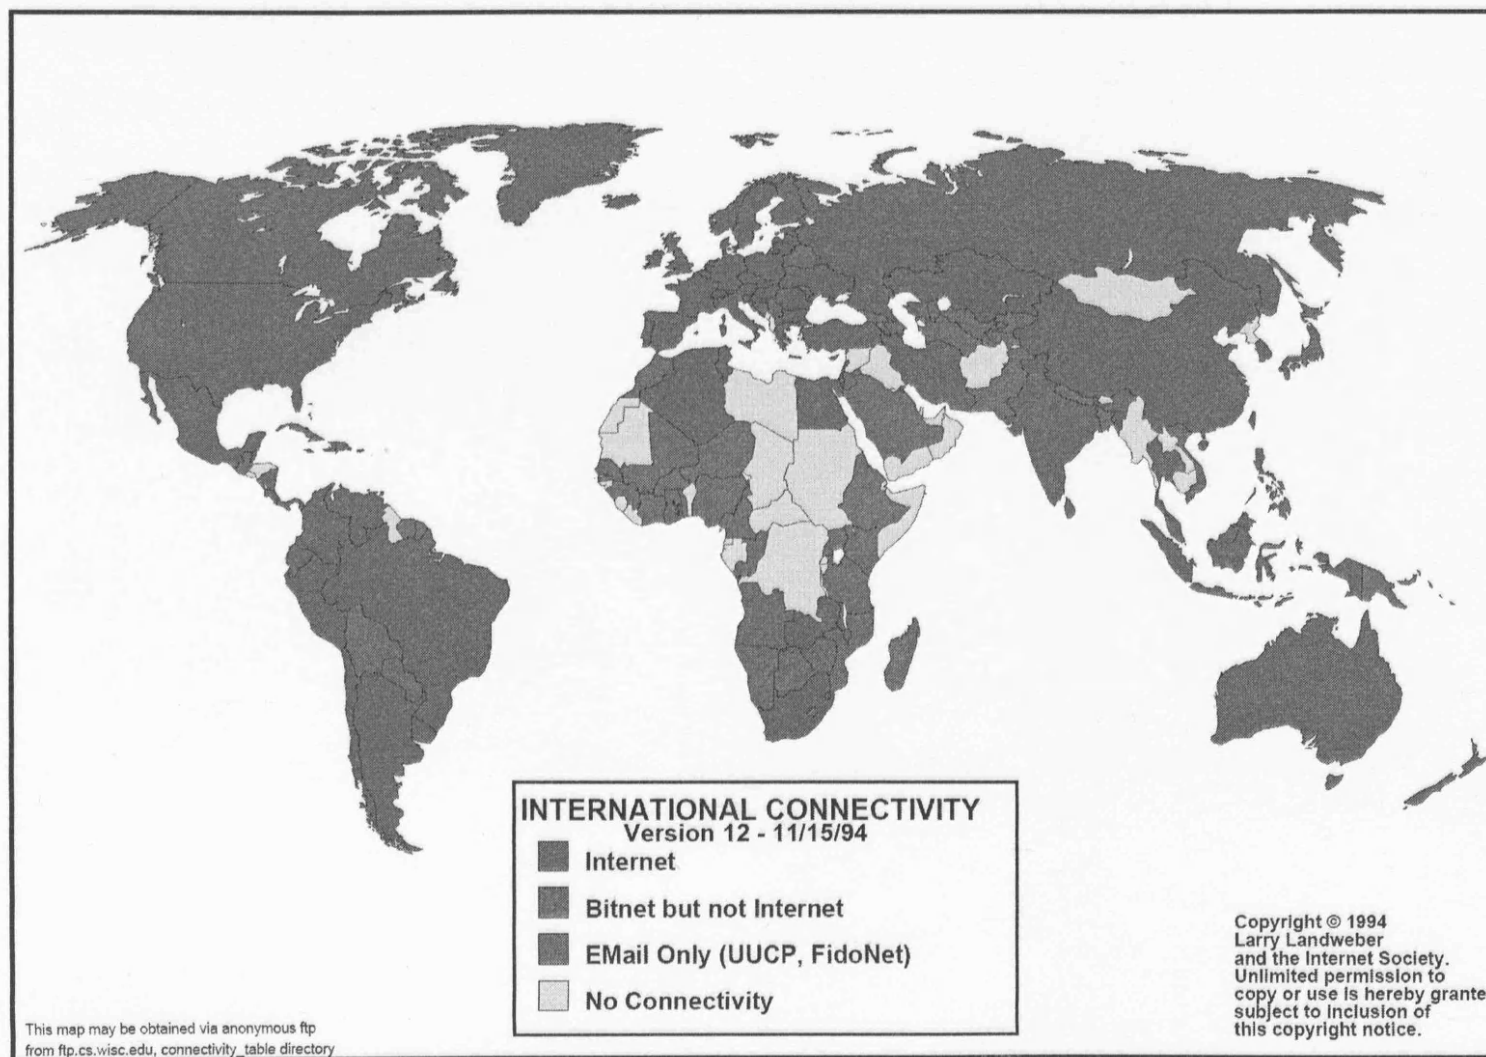 INTERNATIONAL CONNECTIVITY
Version 12 - 11/15/94
Internet
Bitnet but not Internet
EMail Only (UUCP, FidoNet)
No Connectivity
Copyright © 1994
Larry Landweber
and the Internet Society.
Unlimited permission to
copy or use is hereby grante
subject to inclusion of
this copyright notice.
This map may be obtained via anonymous ftp
from ftp.cs.wisc.edu, connectivity_table directory